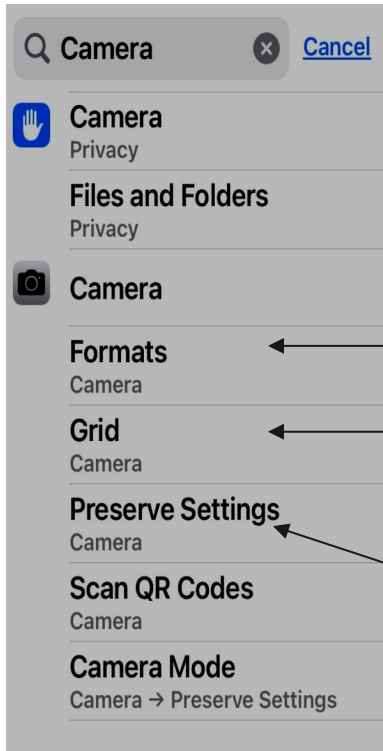 Camera
Cancel
Camera
Privacy
Files and Folders
Privacy
Camera
Formats
Camera
Grid
Camera
Preserve Settings
Camera
Scan QR Codes
Camera
Camera Mode
Camera → Preserve Settings